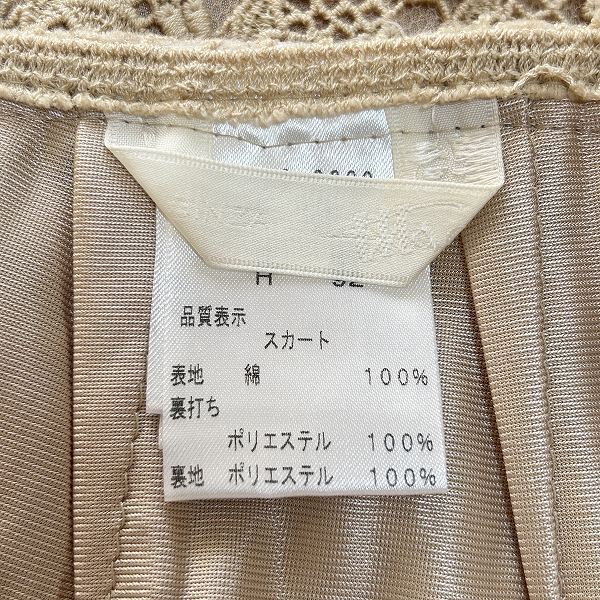 H 92
品質表示
スカート
表地 綿 100%
裏打ち
ポリエステル 100%
裏地 ポリエステル 100%